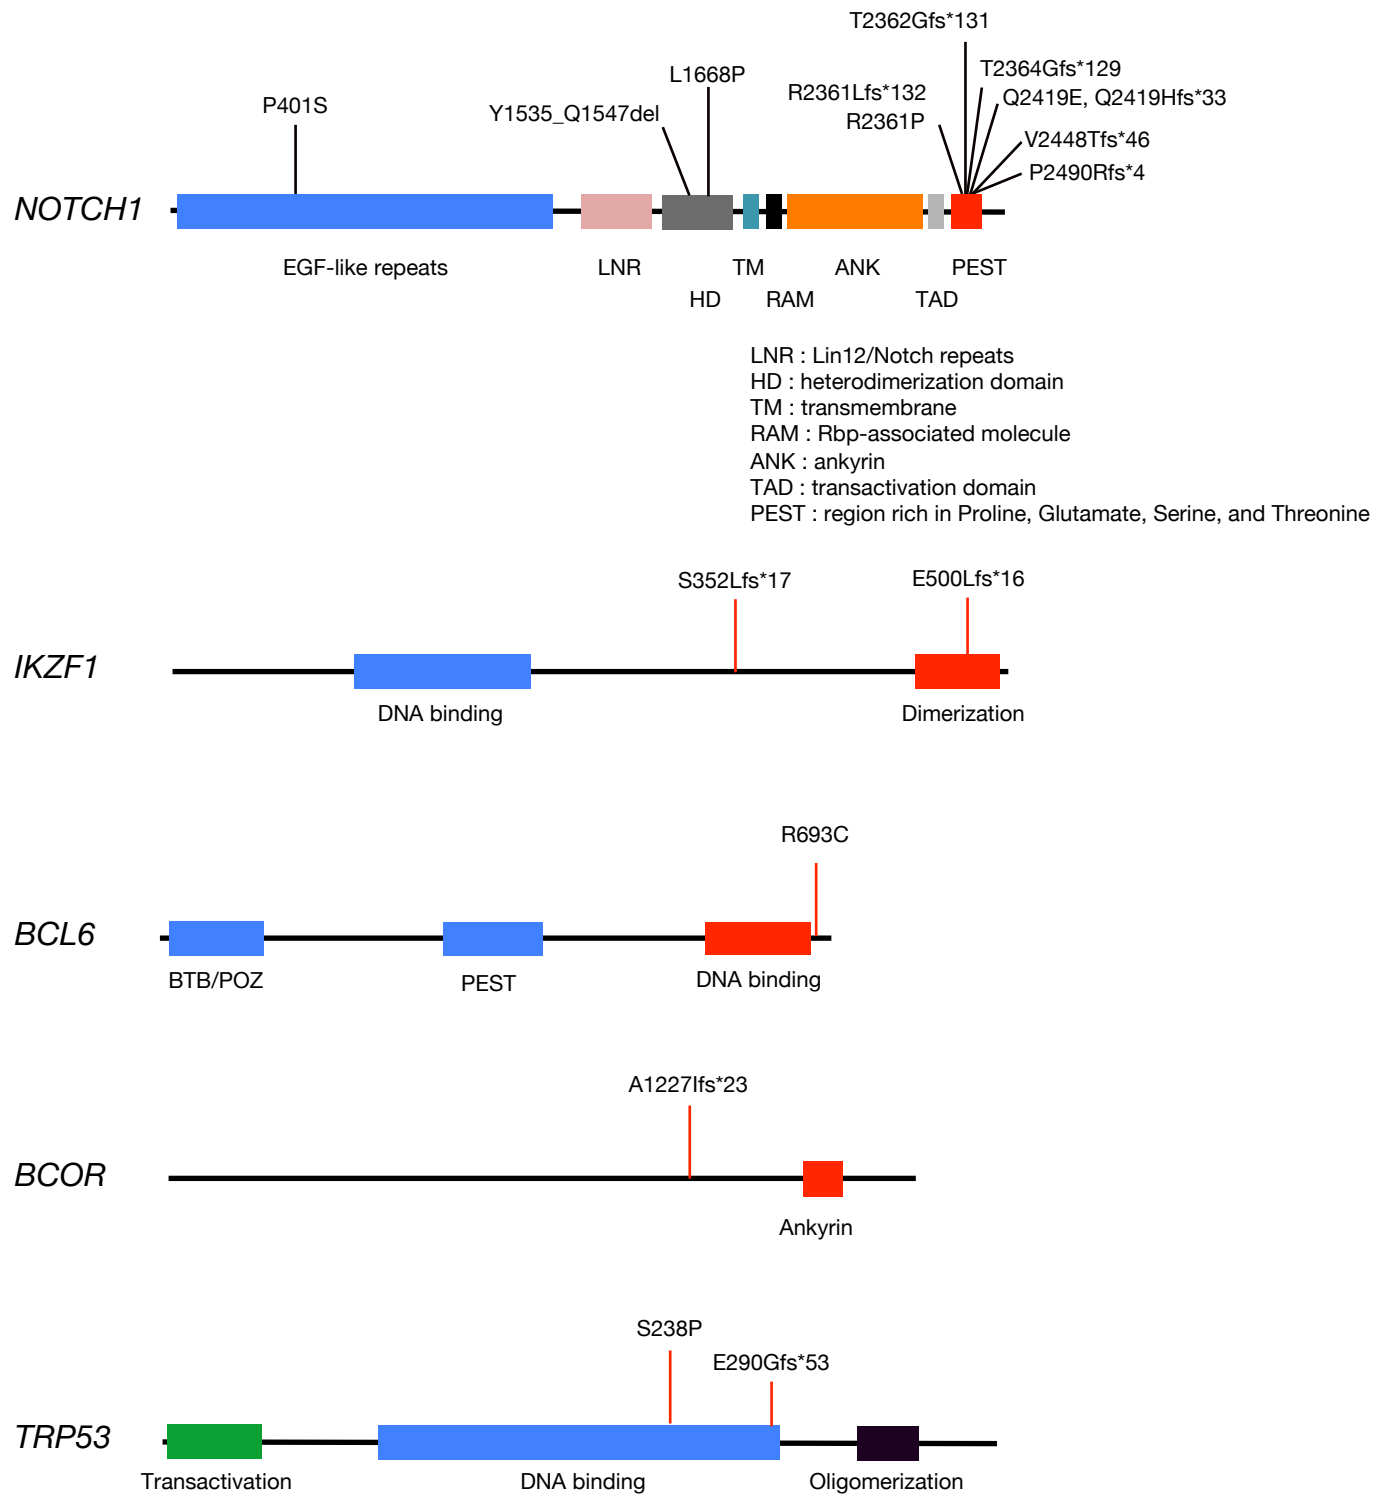 T2362Gfs*131
L1668P
T2364Gfs*129
P401S
Y1535_Q1547del
R2361Lfs*132
Q2419E, Q2419Hfs*33
R2361P
V2448Tfs*46
P2490Rfs*4
NOTCH1
EGF-like repeats
LNR
TM
ANK
PEST
HD
RAM
TAD
LNR : Lin12/Notch repeats
HD : heterodimerization domain
TM : transmembrane
RAM : Rbp-associated molecule
ANK : ankyrin
TAD : transactivation domain
PEST : region rich in Proline, Glutamate, Serine, and Threonine
S352Lfs*17
E500Lfs*16
IKZF1
DNA binding
Dimerization
R693C
BCL6
BTB/POZ
PEST
DNA binding
A1227Ifs*23
BCOR
Ankyrin
S238P
E290Gfs*53
TRP53
Transactivation
DNA binding
Oligomerization